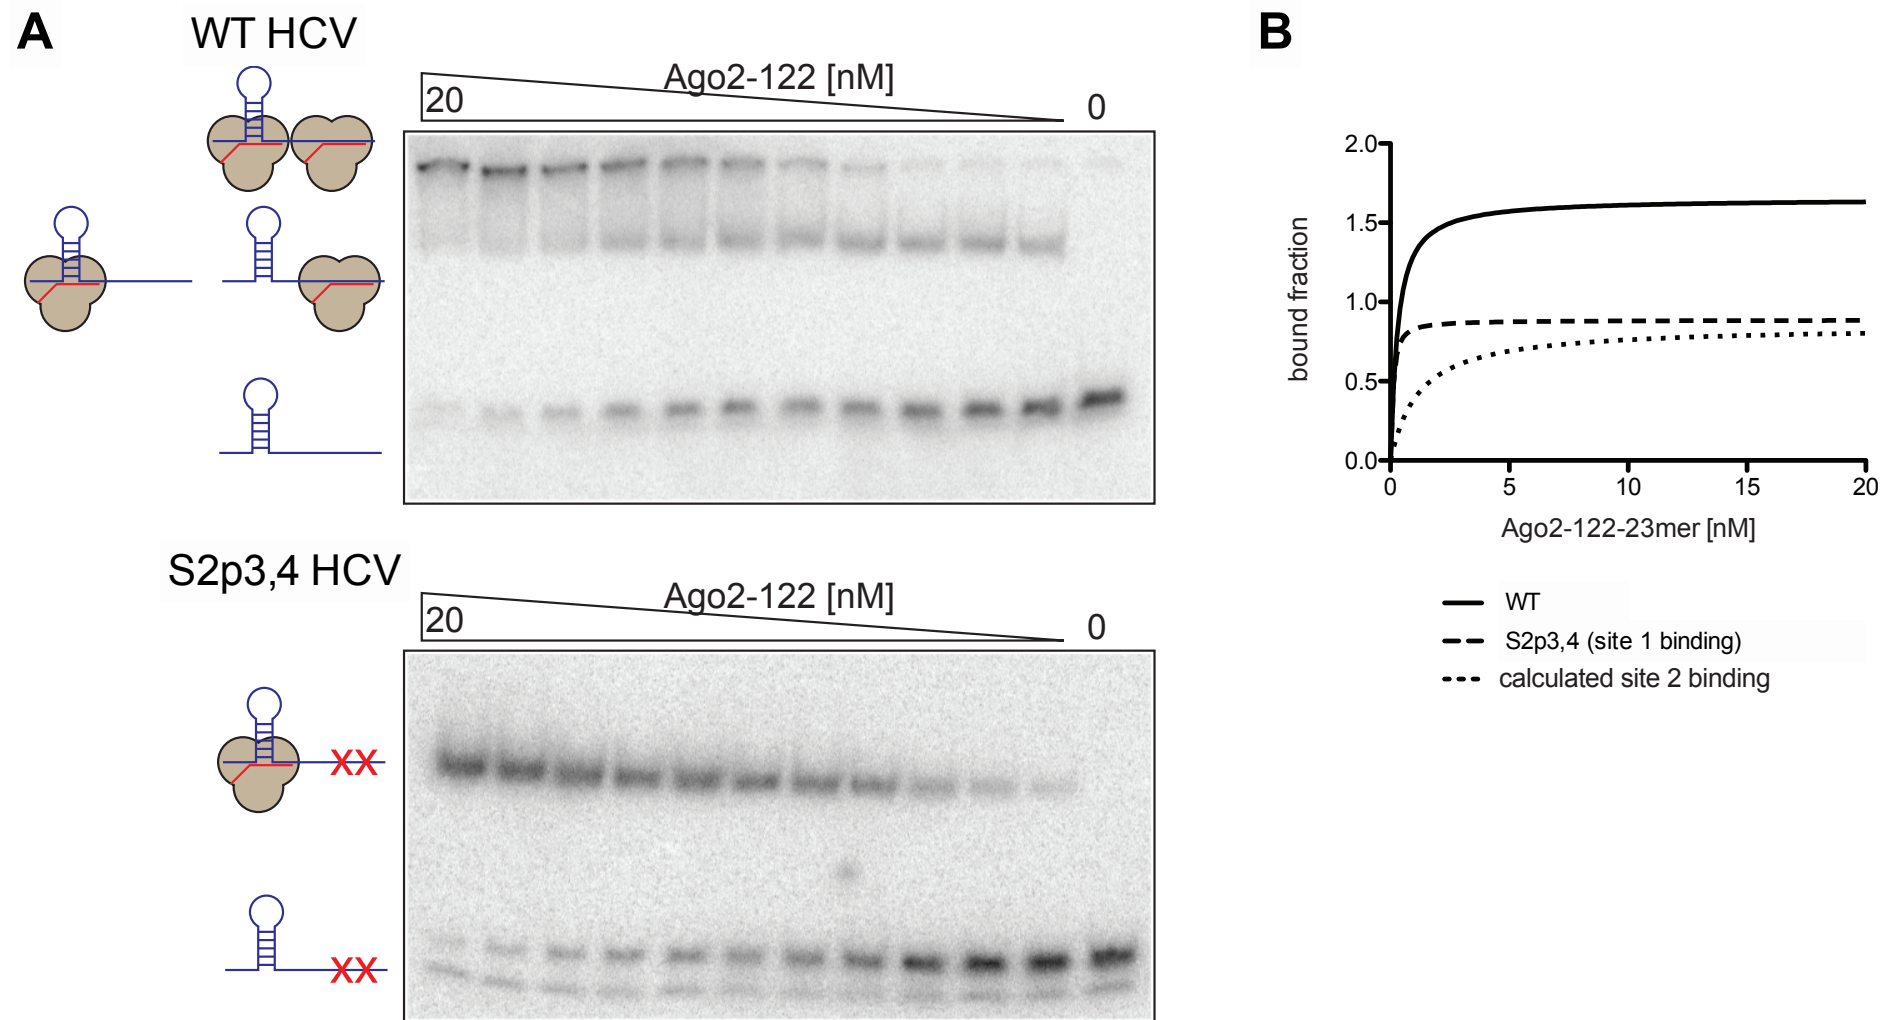 A
WT HCV
Ago2-122 [nM]
20
0
S2p3,4 HCV
Ago2-122 [nM]
20
0
XX
XX
B
2.0
1.5
1.0
0.5
0.0
bound fraction
0 5 10 15 20
Ago2-122-23mer [nM]
WT
S2p3,4 (site 1 binding)
calculated site 2 binding